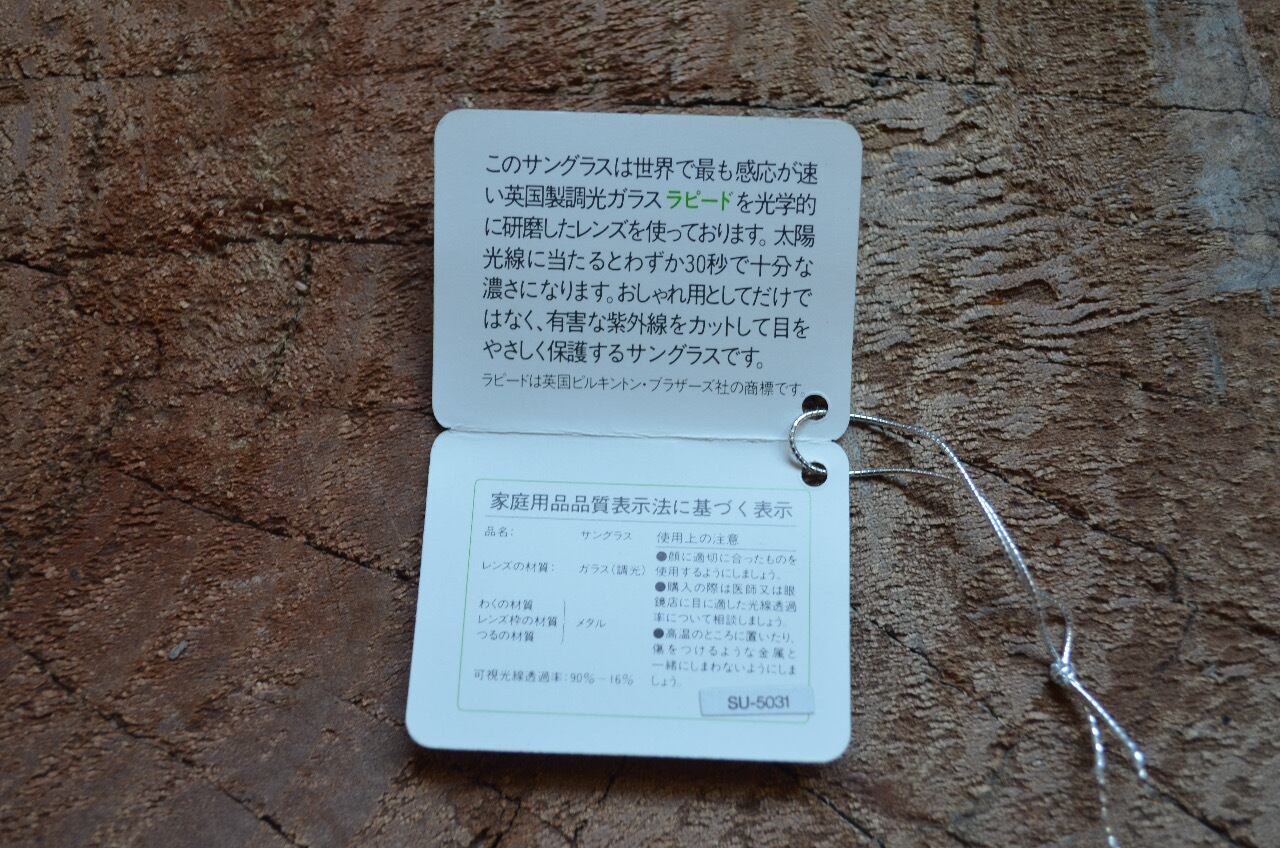 このサングラスは世界で最も感応が速
い英国製調光ガラスラピードを光学的
に研磨したレンズを使っております。太陽
光線に当たるとわずか30秒で十分な
濃さになります。おしゃれ用としてだけで
はなく、有害な紫外線をカットして目を
やさしく保護するサングラスです。
ラピードは英国ピルキントン・ブラザーズ社の商標です。
家庭用品品質表示法に基づく表示
品名: サングラス
レンズの材質: ガラス(調光)
わくの材質
レンズ枠の材質 メタル
つるの材質
可視光線透過率:90%−16%
使用上の注意
●顔に適切に合ったものを
使用するようにしましょう。
●購入の際は医師又は眼
鏡店に目に適した光線透過
率について相談しましょう。
●高温のところに置いたり、
傷をつけるような金属と
一緒にしまわないようにしま
しょう。
SU-5031